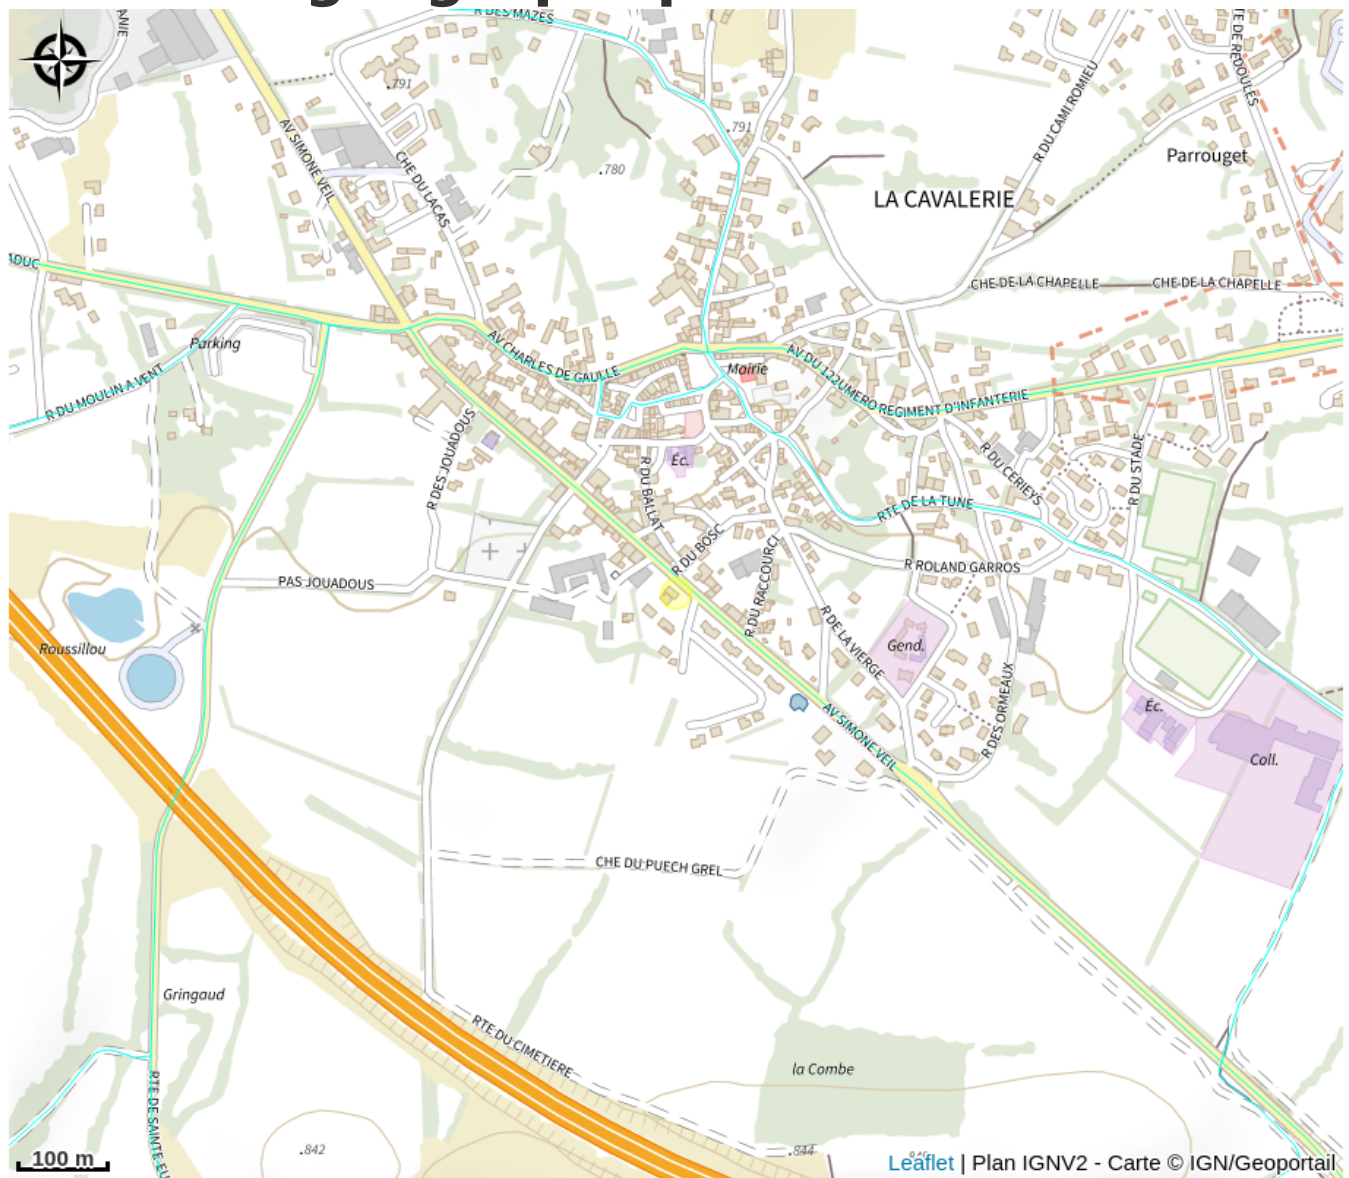 R DES MAZES
ANIE
TE DE REDOULES
.791
.791
AV SIMONE VEIL
CHE DU LACAS
R DU CAMI ROMIEU
Parrouget
.780
LA CAVALERIE
ADUC
CHE DE LA CHAPELLE
CHE DE LA CHAPELLE
Parking
AV CHARLES DE GAULLE
AV DU 122UMERO REGIMENT D'INFANTERIE
Mairie
R DU MOULIN A VENT
R DES JOUADOUS
R DU BALLAT
Éc.
R DU CERIEYS
R DU STADE
RTE DE LA TUNE
R DU BOSC
R DU RACCOURCI
R ROLAND GARROS
PAS JOUADOUS
R DE LA VIERGE
Gend.
Roussillou
R DES ORMEAUX
Éc.
AV SIMONE VEIL
Coll.
CHE DU PUECH GREL
Gringaud
RTE DU CIMETIERE
la Combe
RTE DE SAINTE EU
.842
.844
100 m
Leaflet | Plan IGNV2 - Carte © IGN/Geoportail